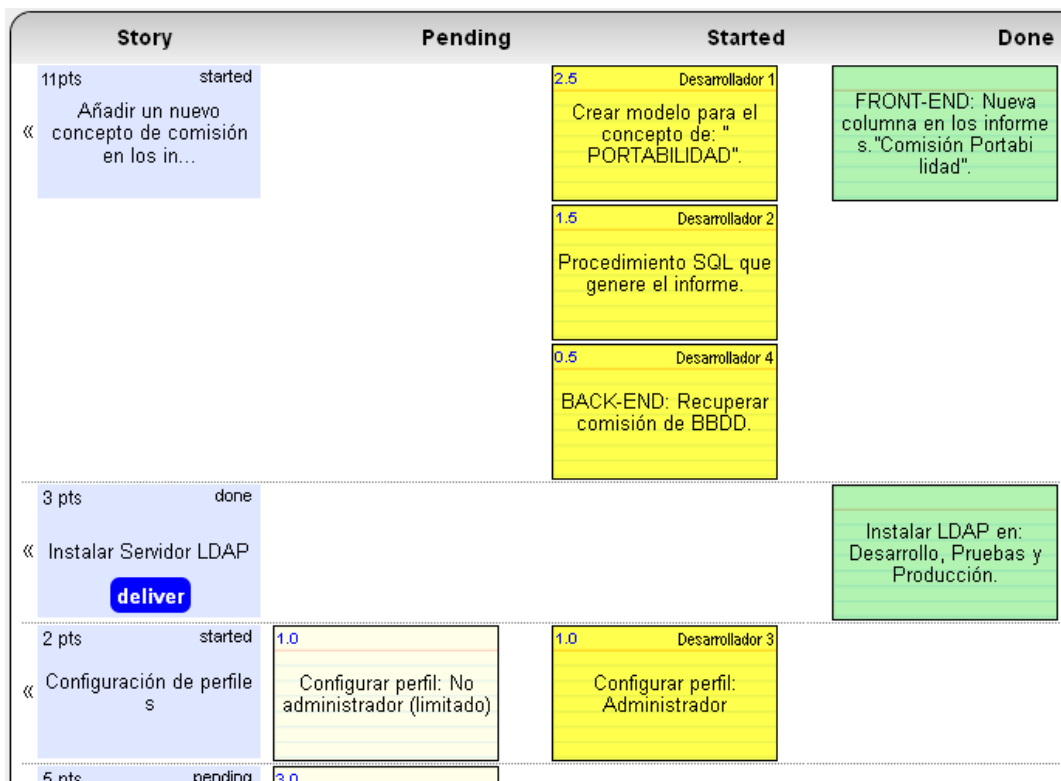 Story Pending Started Done
11pts started
Añadir un nuevo
concepto de comisión
en los in...
«
2.5 Desarrollador 1
Crear modelo para el
concepto de: "
PORTABILIDAD".
FRONT-END: Nueva
columna en los informe
s."Comisión Portabi
lidad".
1.5 Desarrollador 2
Procedimiento SQL que
genere el informe.
0.5 Desarrollador 4
BACK-END: Recuperar
comisión de BBDD.
3 pts done
« Instalar Servidor LDAP
deliver
Instalar LDAP en:
Desarrollo, Pruebas y
Producción.
2 pts started
« Configuración de perfile
s
1.0
Configurar perfil: No
administrador (limitado)
1.0 Desarrollador 3
Configurar perfil:
Administrador
5 pts pending
3.0